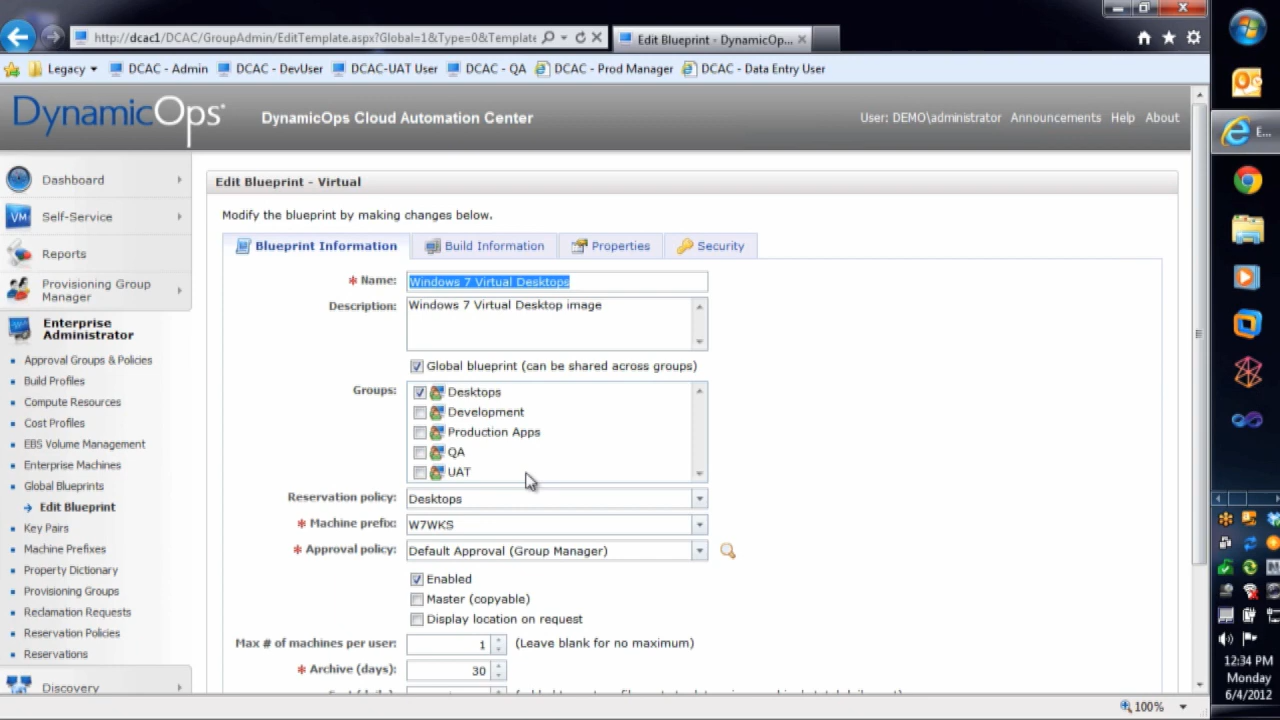 http://dcac1/DCAC/GroupAdmin/EditTemplate.aspx?Global=1&Type=0&Template
Edit Blueprint - DynamicOp...
Legacy
DCAC - Admin
DCAC - DevUser
DCAC-UAT User
DCAC - QA
DCAC - Prod Manager
DCAC - Data Entry User
DynamicOps
DynamicOps Cloud Automation Center
User: DEMO\administrator Announcements Help About
Dashboard
Self-Service
Reports
Provisioning Group
Manager
Enterprise
Administrator
Approval Groups & Policies
Build Profiles
Compute Resources
Cost Profiles
EBS Volume Management
Enterprise Machines
Global Blueprints
Edit Blueprint
Key Pairs
Machine Prefixes
Property Dictionary
Provisioning Groups
Reclamation Requests
Reservation Policies
Reservations
Discovery
Edit Blueprint - Virtual
Modify the blueprint by making changes below.
Blueprint Information
Build Information
Properties
Security
* Name: Windows 7 Virtual Desktops
Description: Windows 7 Virtual Desktop image
Global blueprint (can be shared across groups)
Groups: Desktops
Development
Production Apps
QA
UAT
Reservation policy: Desktops
* Machine prefix: W7WKS
* Approval policy: Default Approval (Group Manager)
Enabled
Master (copyable)
Display location on request
Max # of machines per user: 1 (Leave blank for no maximum)
* Archive (days): 30
100%
E...
12:34 PM
Monday
6/4/2012